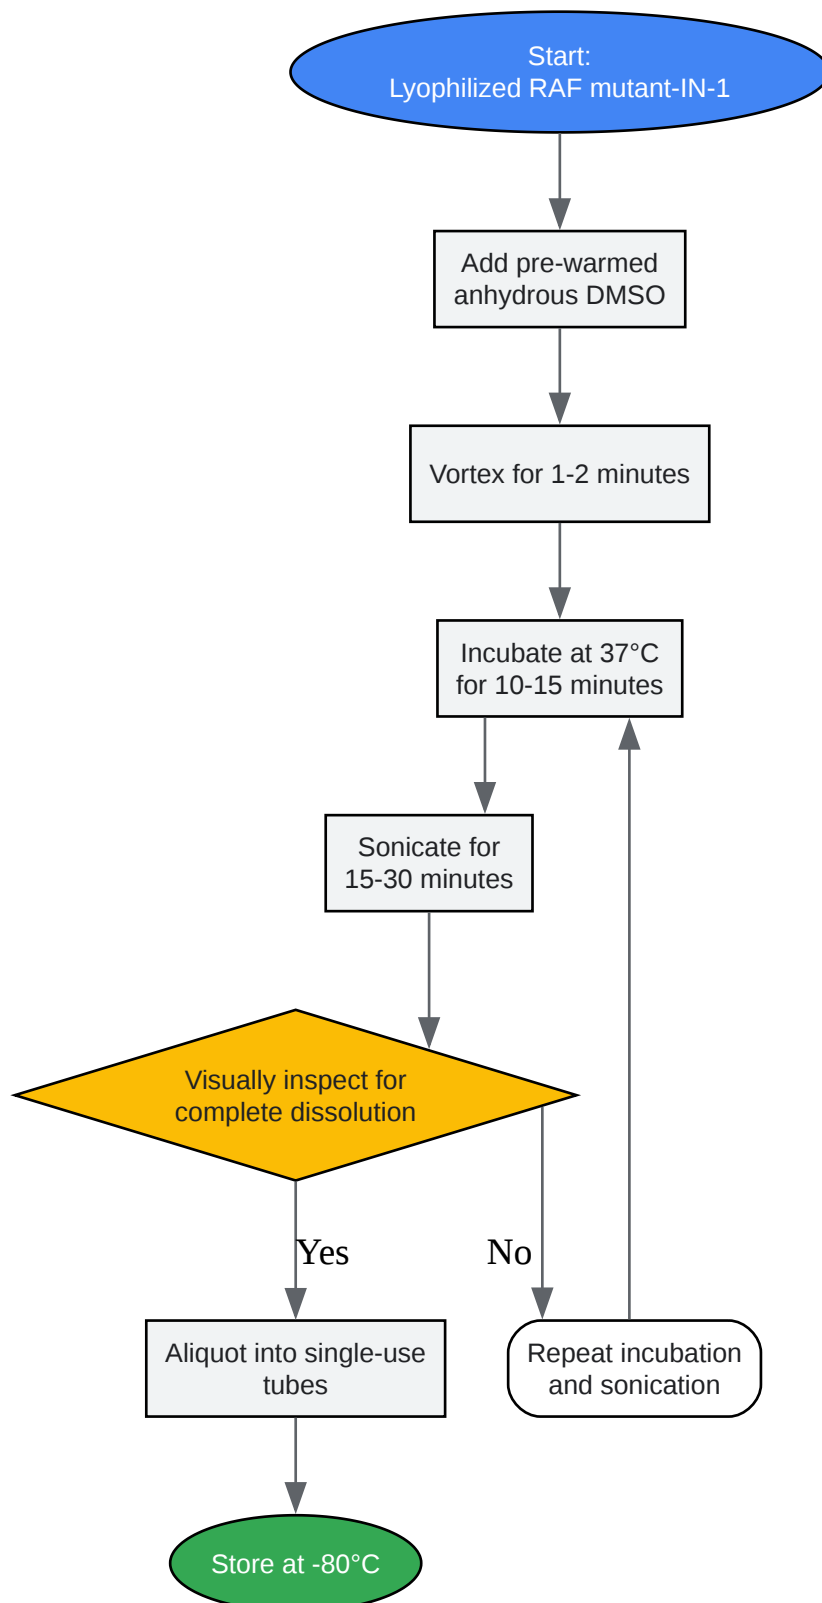 Start:
Lyophilized RAF mutant-IN-1
Add pre-warmed
anhydrous DMSO
Vortex for 1-2 minutes
Incubate at 37°C
for 10-15 minutes
Sonicate for
15-30 minutes
Visually inspect for
complete dissolution
Yes
No
Aliquot into single-use
tubes
Repeat incubation
and sonication
Store at -80°C